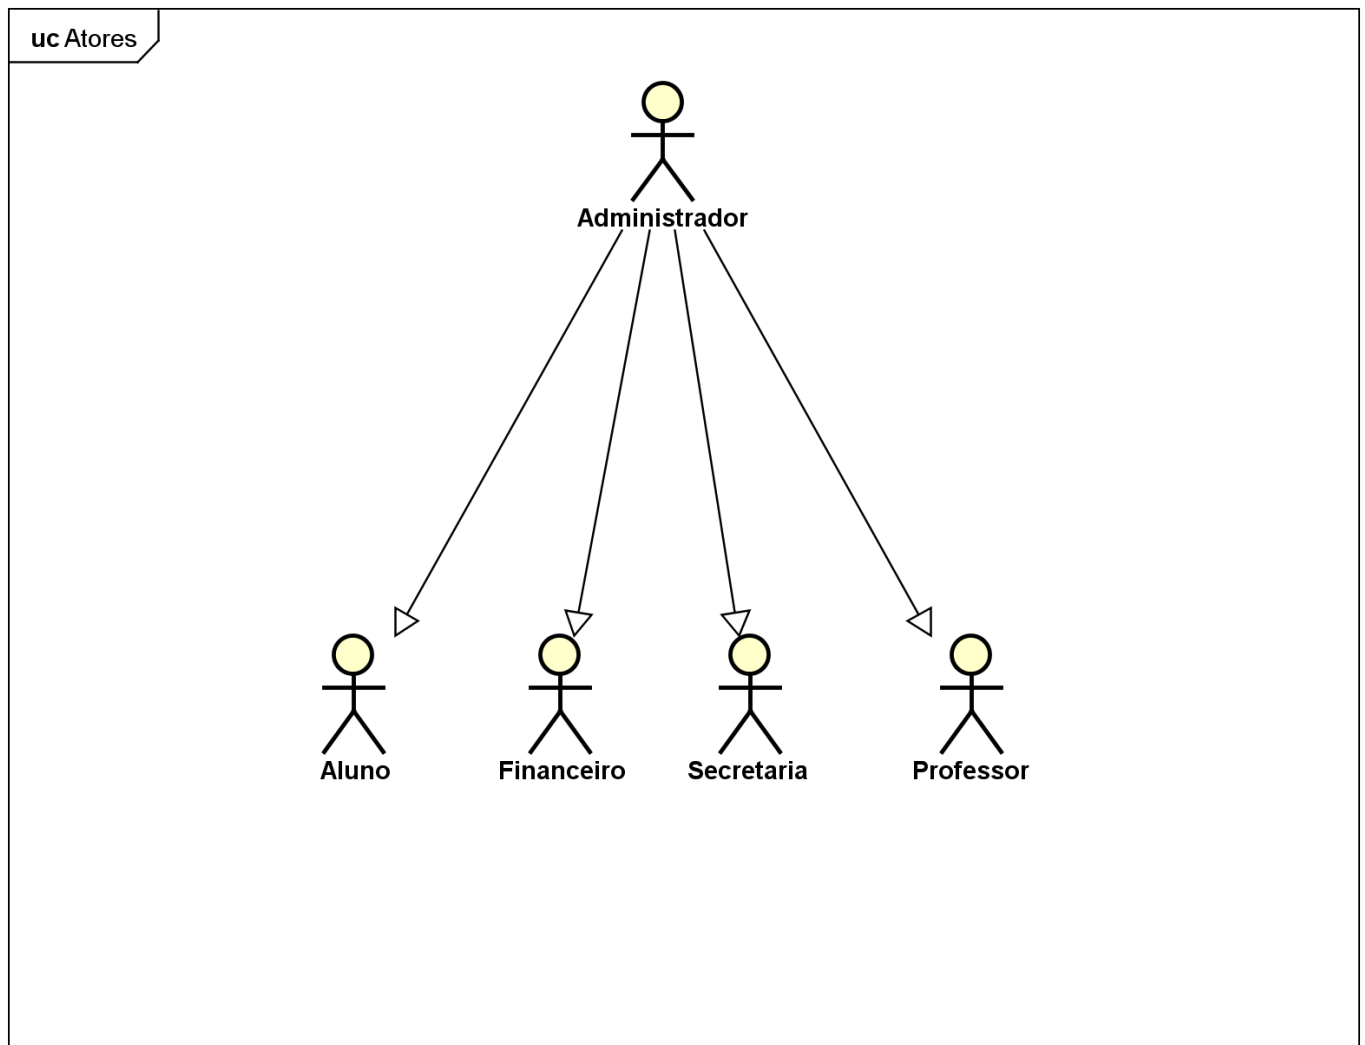 uc Atores
Administrador
Aluno
Financeiro
Secretaria
Professor